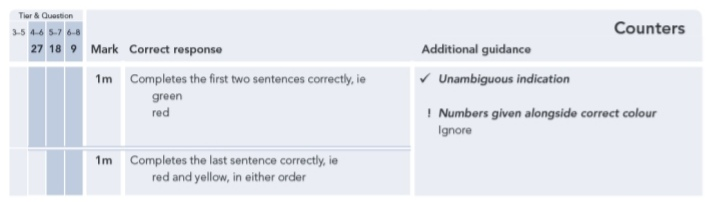 Tier & Question
Counters
3–5 4–6 5–7 6–8
27 18 9 Mark Correct response Additional guidance
1m Completes the first two sentences correctly, ie
green
red
✓ Unambiguous indication
! Numbers given alongside correct colour
Ignore
1m Completes the last sentence correctly, ie
red and yellow, in either order